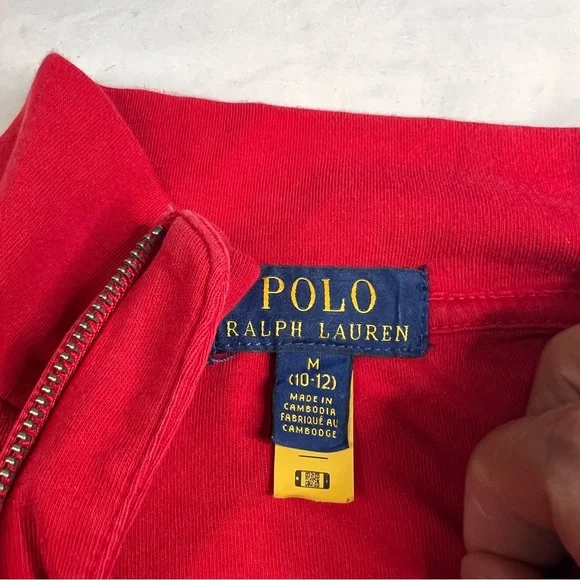 POLO
RALPH LAUREN
M
(10-12)
MADE IN
CAMBODIA
FABRIQUÉ AU
CAMBODGE